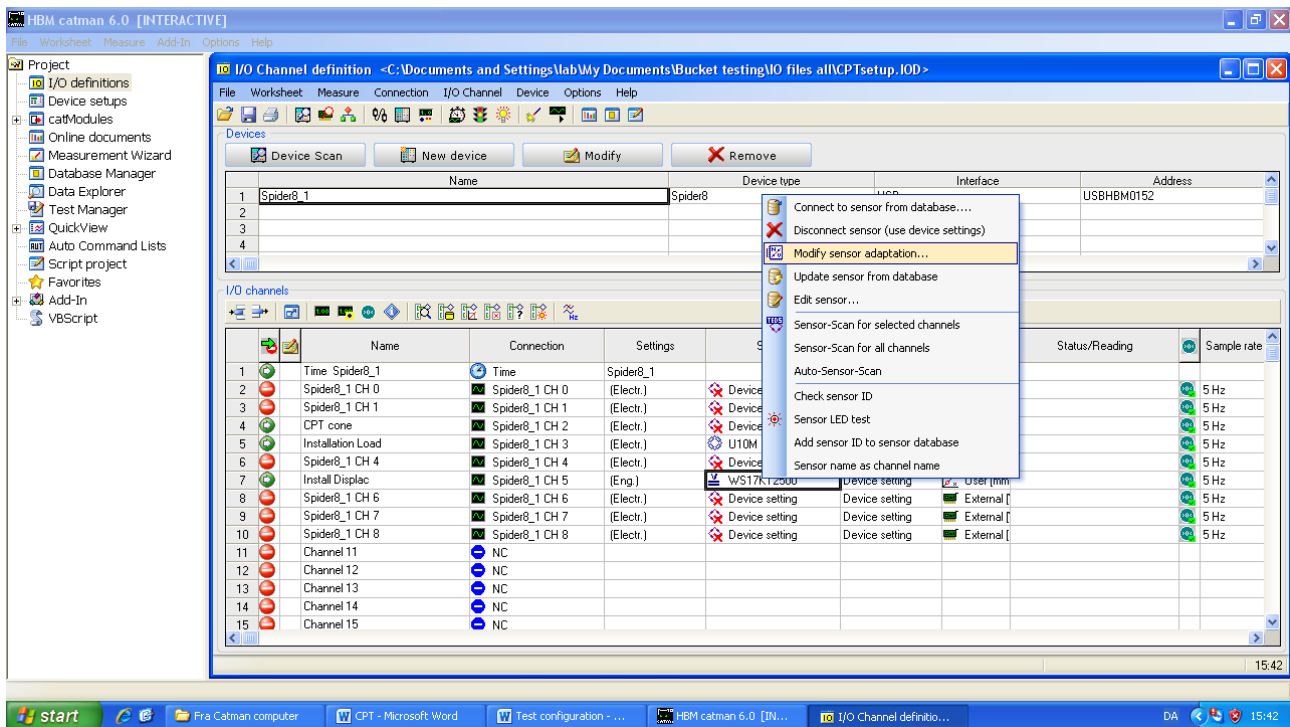 HBM catman 6.0 [INTERACTIVE]
File Worksheet Measure Add-In Options Help
Project
I/O definitions
Device setups
catModules
Online documents
Measurement Wizard
Database Manager
Data Explorer
Test Manager
QuickView
Auto Command Lists
Script project
Favorites
Add-In
VBScript
I/O Channel definition <C:\Documents and Settings\lab\My Documents\Bucket testing\IO files all\CPTsetup.IOD>
File Worksheet Measure Connection I/O Channel Device Options Help
Devices
Device Scan New device Modify Remove
Name Device type Interface Address
1 Spider8_1 Spider8 USBHBM0152
2
3
4
Connect to sensor from database....
Disconnect sensor (use device settings)
Modify sensor adaptation...
Update sensor from database
Edit sensor...
Sensor-Scan for selected channels
Sensor-Scan for all channels
Auto-Sensor-Scan
Check sensor ID
Sensor LED test
Add sensor ID to sensor database
Sensor name as channel name
I/O channels
Name Connection Settings S Status/Reading Sample rate
1 Time Spider8_1 Time Spider8_1
2 Spider8_1 CH 0 Spider8_1 CH 0 (Electr.) Device 5 Hz
3 Spider8_1 CH 1 Spider8_1 CH 1 (Electr.) Device 5 Hz
4 CPT cone Spider8_1 CH 2 (Electr.) Device 5 Hz
5 Installation Load Spider8_1 CH 3 (Electr.) U10M 5 Hz
6 Spider8_1 CH 4 Spider8_1 CH 4 (Electr.) Device 5 Hz
7 Install Displac Spider8_1 CH 5 (Eng.) WS17KT2500 Device setting User [mm 5 Hz
8 Spider8_1 CH 6 Spider8_1 CH 6 (Electr.) Device setting Device setting External [ 5 Hz
9 Spider8_1 CH 7 Spider8_1 CH 7 (Electr.) Device setting Device setting External [ 5 Hz
10 Spider8_1 CH 8 Spider8_1 CH 8 (Electr.) Device setting Device setting External [ 5 Hz
11 Channel 11 NC
12 Channel 12 NC
13 Channel 13 NC
14 Channel 14 NC
15 Channel 15 NC
15:42
start Fra Catman computer CPT - Microsoft Word Test configuration - ... HBM catman 6.0 [IN... I/O Channel definitio... DA 15:42